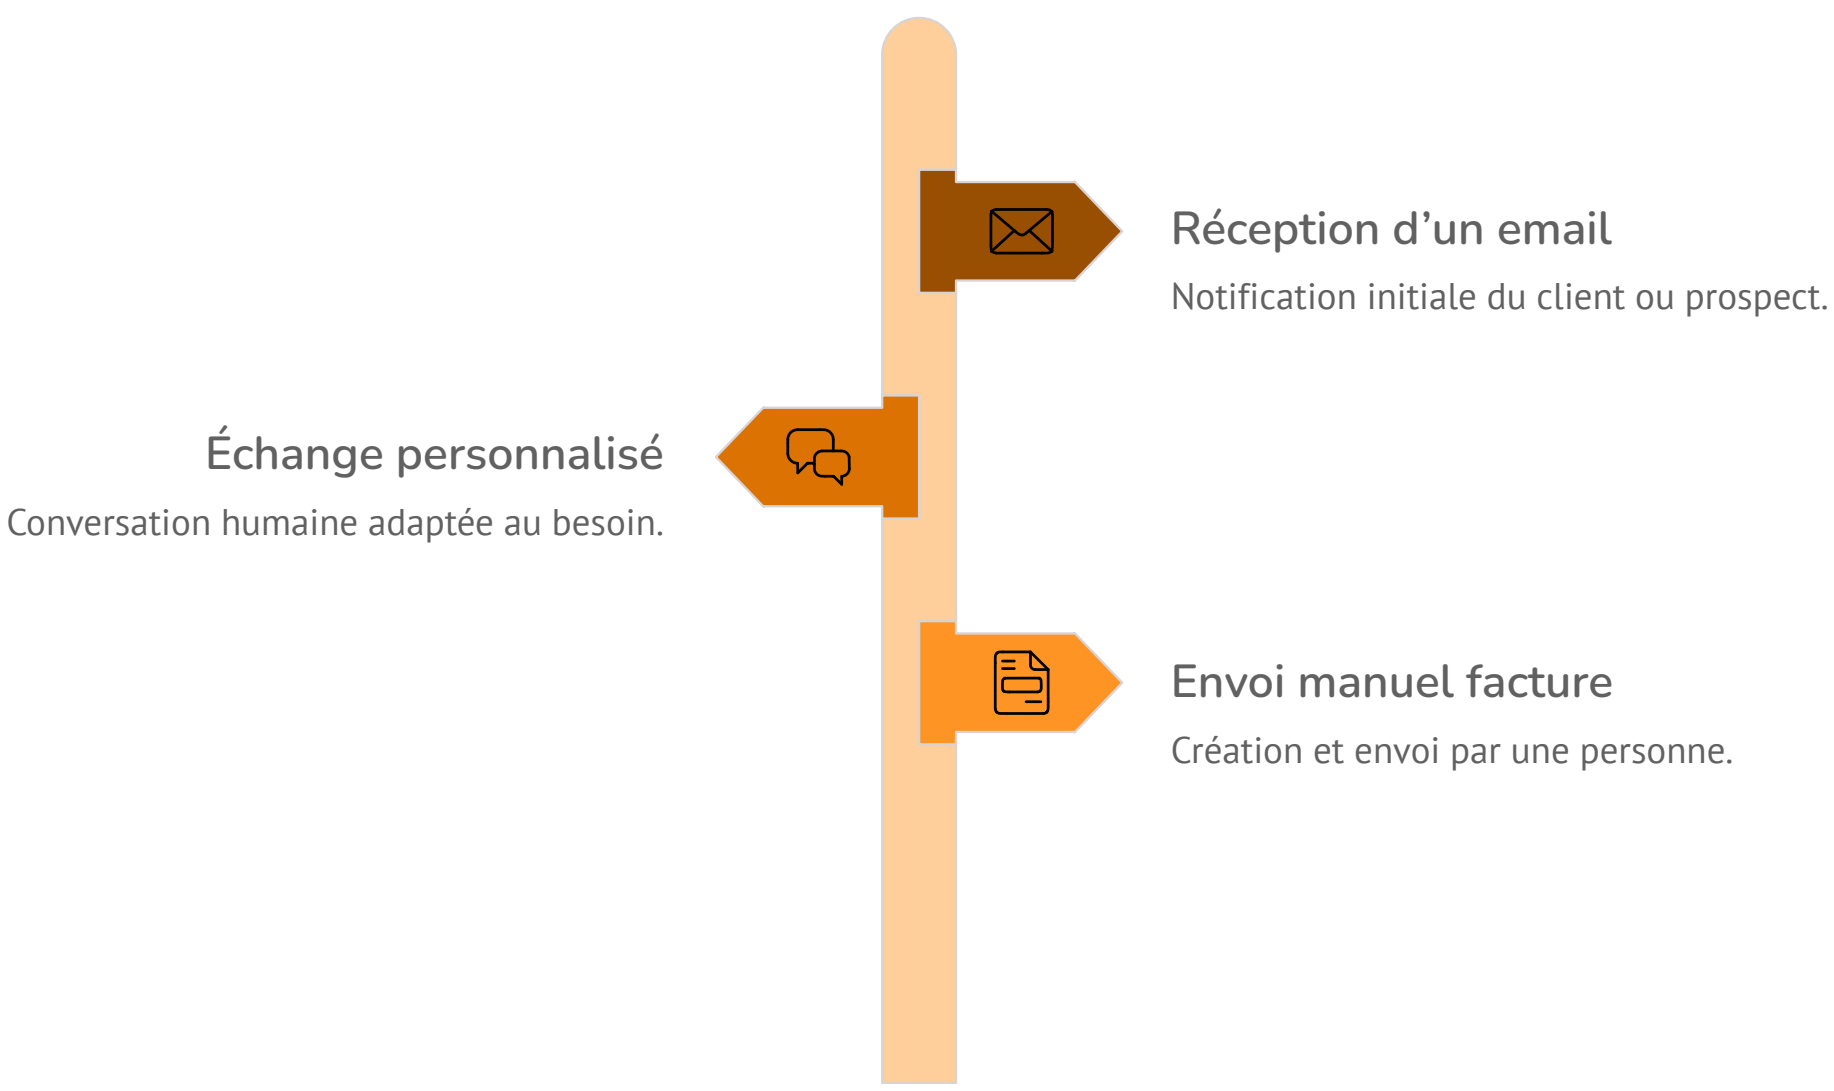 Réception d’un email
Notification initiale du client ou prospect.
Échange personnalisé
Conversation humaine adaptée au besoin.
Envoi manuel facture
Création et envoi par une personne.